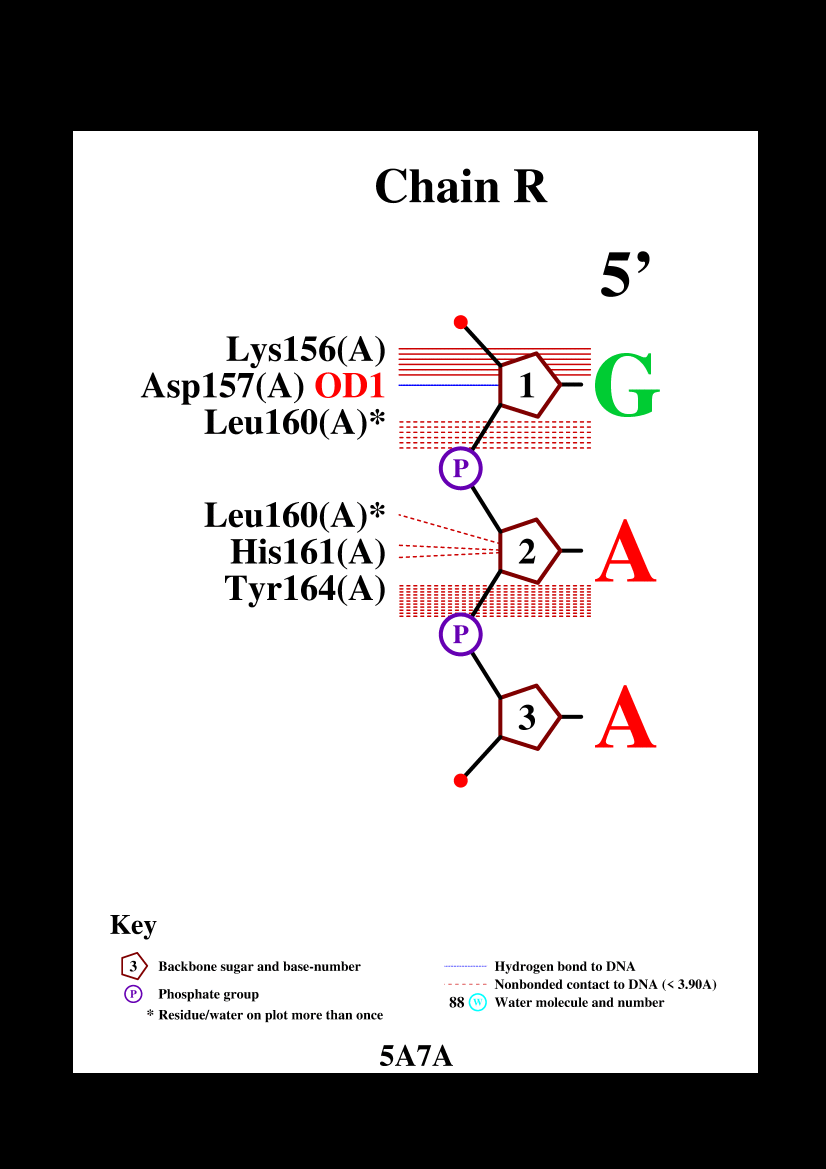 Chain R
5’
Lys156(A)
Asp157(A) OD1
Leu160(A)*
1
G
P
Leu160(A)*
His161(A)
Tyr164(A)
2
A
P
3
A
Key
3 Backbone sugar and base-number
P Phosphate group
* Residue/water on plot more than once
Hydrogen bond to DNA
Nonbonded contact to DNA (< 3.90A)
88 W Water molecule and number
5A7A